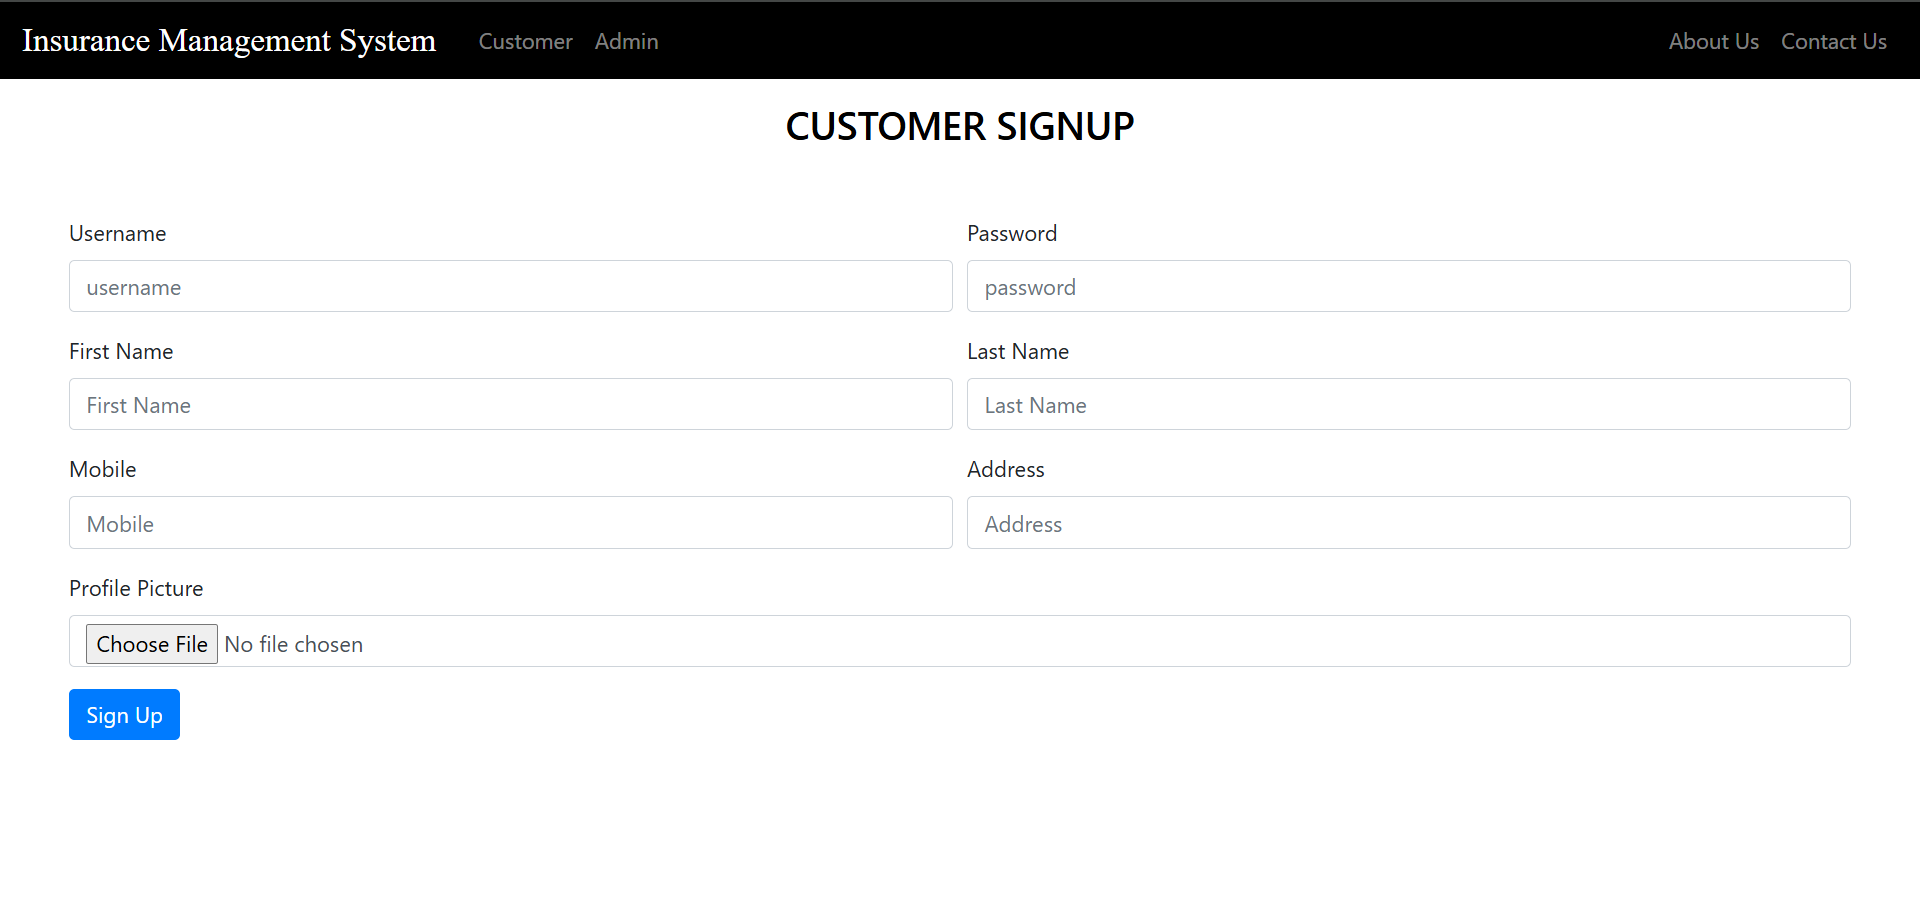 Insurance Management System Customer Admin About Us Contact Us
CUSTOMER SIGNUP
Username Password
username password
First Name Last Name
First Name Last Name
Mobile Address
Mobile Address
Profile Picture
Choose File No file chosen
Sign Up